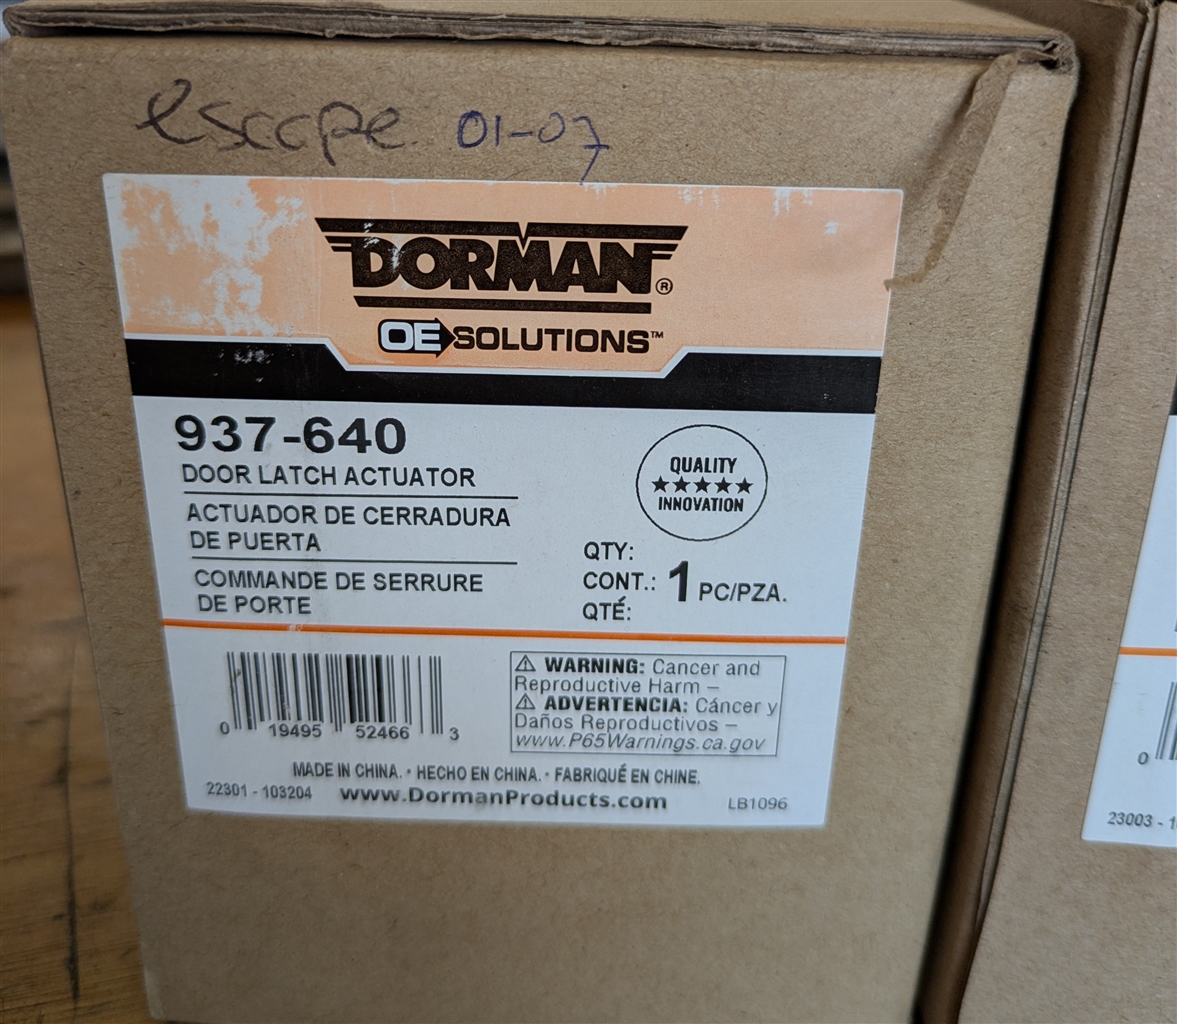 escape 01-07
DORMAN®
OE SOLUTIONS™
937-640
DOOR LATCH ACTUATOR
ACTUADOR DE CERRADURA
DE PUERTA
COMMANDE DE SERRURE
DE PORTE
QUALITY
★★★★★
INNOVATION
QTY:
CONT.: 1 PC/PZA.
QTÉ:
⚠ WARNING: Cancer and
Reproductive Harm –
⚠ ADVERTENCIA: Cáncer y
Daños Reproductivos –
www.P65Warnings.ca.gov
0 19495 52466 3
MADE IN CHINA. • HECHO EN CHINA. • FABRIQUÉ EN CHINE.
22301 - 103204 www.DormanProducts.com LB1096
0
23003 - 1